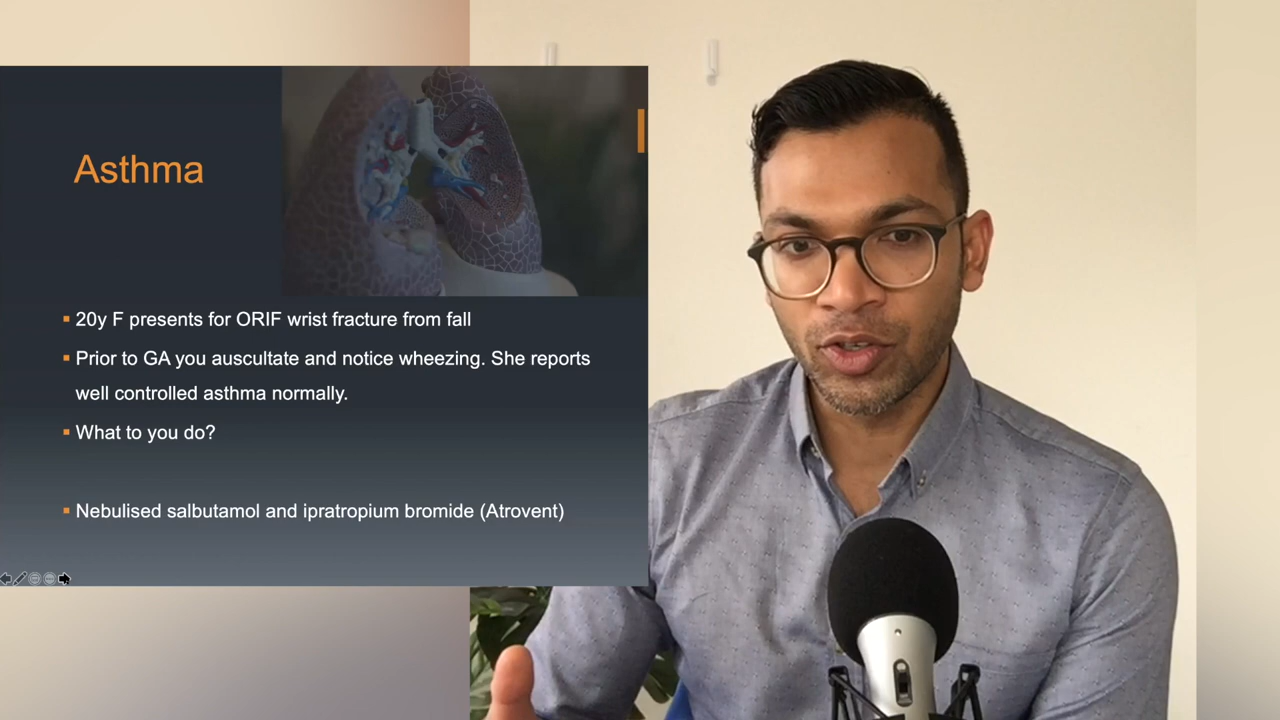 Asthma
20y F presents for ORIF wrist fracture from fall
Prior to GA you auscultate and notice wheezing. She reports
well controlled asthma normally.
What to you do?
Nebulised salbutamol and ipratropium bromide (Atrovent)